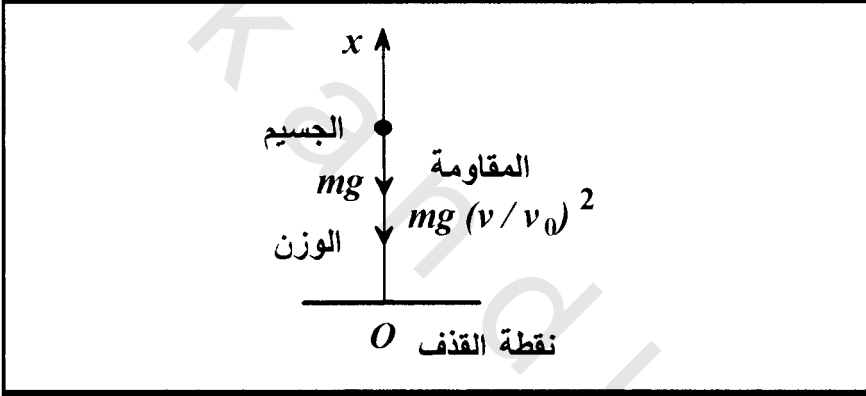 x
الجسيم
المقاومة
mg
mg (v / v₀) ²
الوزن
O نقطة القذف